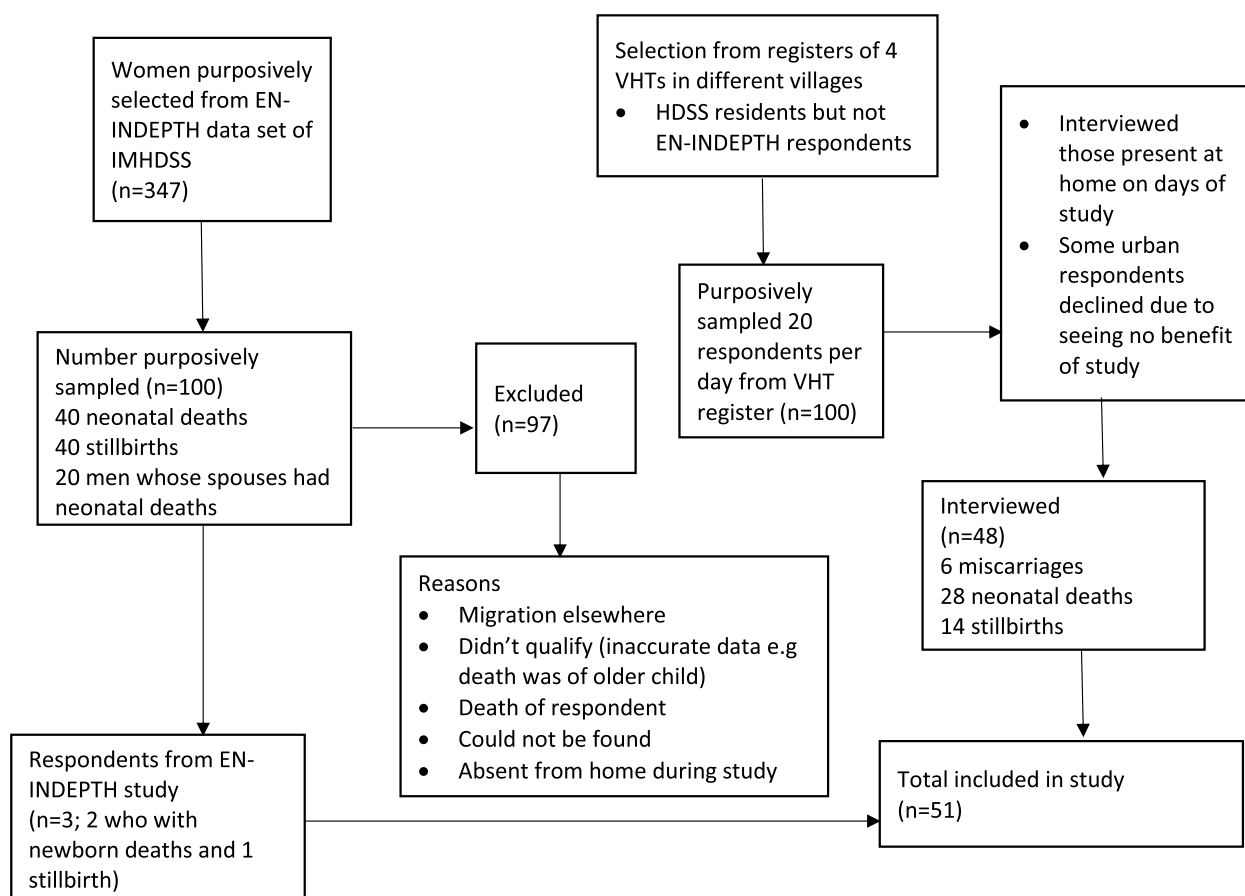 Women purposively
selected from EN-
INDEPTH data set of
IMHDSS
(n=347)
Selection from registers of 4
VHTs in different villages
• HDSS residents but not
EN-INDEPTH respondents
• Interviewed
those present at
home on days of
study
• Some urban
respondents
declined due to
seeing no benefit
of study
Purposively
sampled 20
respondents per
day from VHT
register (n=100)
Number purposively
sampled (n=100)
40 neonatal deaths
40 stillbirths
20 men whose spouses had
neonatal deaths
Excluded
(n=97)
Interviewed
(n=48)
6 miscarriages
28 neonatal deaths
14 stillbirths
Reasons
• Migration elsewhere
• Didn’t qualify (inaccurate data e.g
death was of older child)
• Death of respondent
• Could not be found
• Absent from home during study
Respondents from EN-
INDEPTH study
(n=3; 2 who with
newborn deaths and 1
stillbirth)
Total included in study
(n=51)